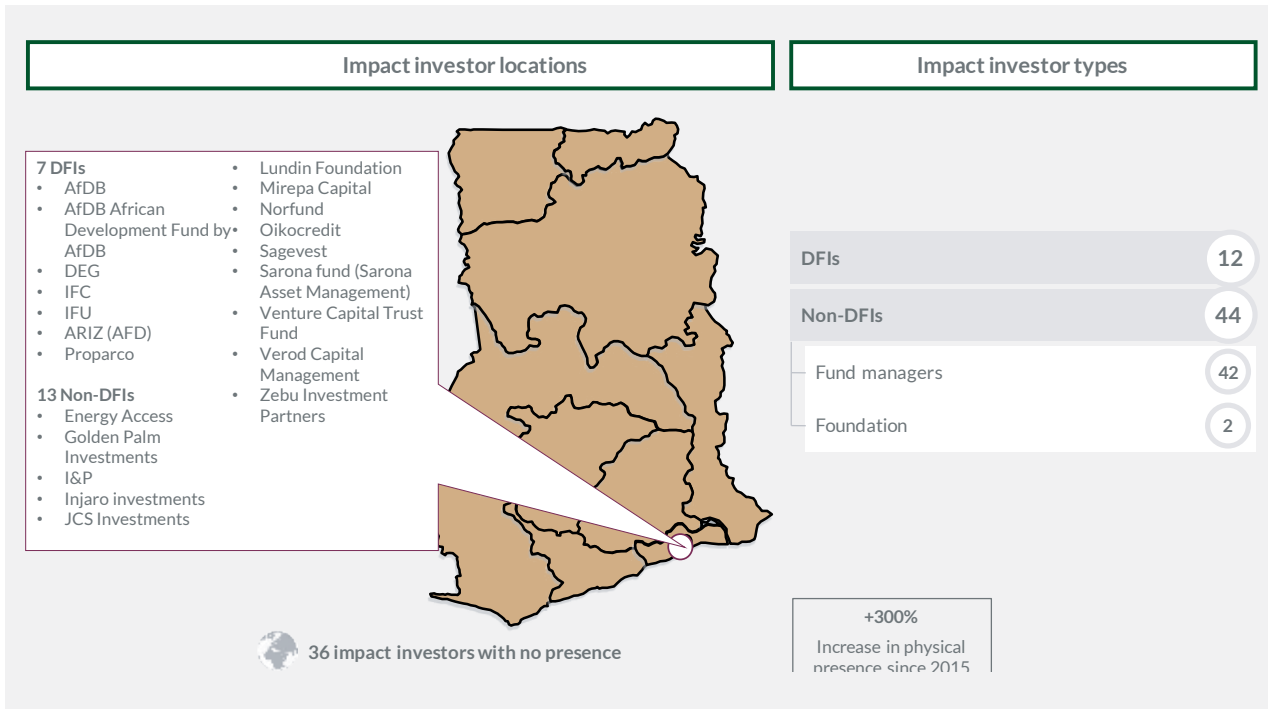 Impact investor locations
Impact investor types
7 DFIs
• AfDB
• AfDB African
Development Fund by
AfDB
• DEG
• IFC
• IFU
• ARIZ (AFD)
• Proparco
13 Non-DFIs
• Energy Access
• Golden Palm
Investments
• I&P
• Injaro investments
• JCS Investments
• Lundin Foundation
• Mirepa Capital
• Norfund
• Oikocredit
• Sagevest
• Sarona fund (Sarona
Asset Management)
• Venture Capital Trust
Fund
• Verod Capital
Management
• Zebu Investment
Partners
36 impact investors with no presence
DFIs 12
Non-DFIs 44
Fund managers 42
Foundation 2
+300%
Increase in physical
presence since 2015